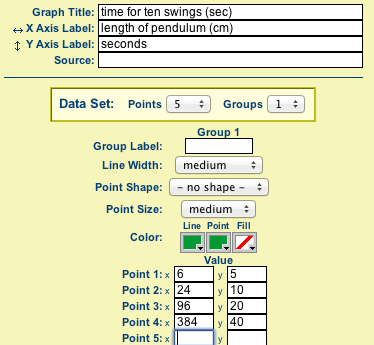 Graph Title: time for ten swings (sec)
X Axis Label: length of pendulum (cm)
Y Axis Label: seconds
Source:
Data Set: Points 5 Groups 1
Group 1
Group Label:
Line Width: medium
Point Shape: – no shape –
Point Size: medium
Line Point Fill
Color:
Value
Point 1: x 6 y 5
Point 2: x 24 y 10
Point 3: x 96 y 20
Point 4: x 384 y 40
Point 5: x y